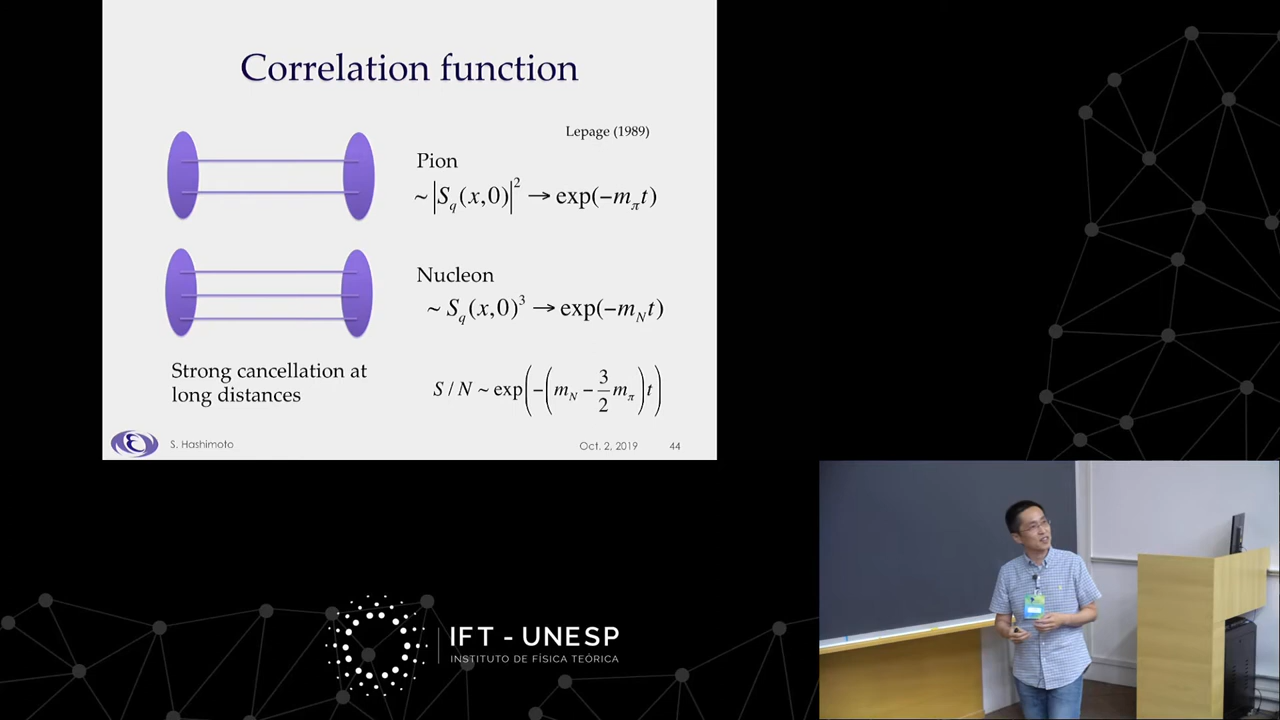 Correlation function
Lepage (1989)
Pion
~ |S_q(x,0)|^2 → exp(−m_π t)
Nucleon
~ S_q(x,0)^3 → exp(−m_N t)
Strong cancellation at
long distances
S / N ~ exp(−(m_N − 3/2 m_π)t)
S. Hashimoto
Oct. 2, 2019
44
IFT - UNESP
INSTITUTO DE FÍSICA TEÓRICA